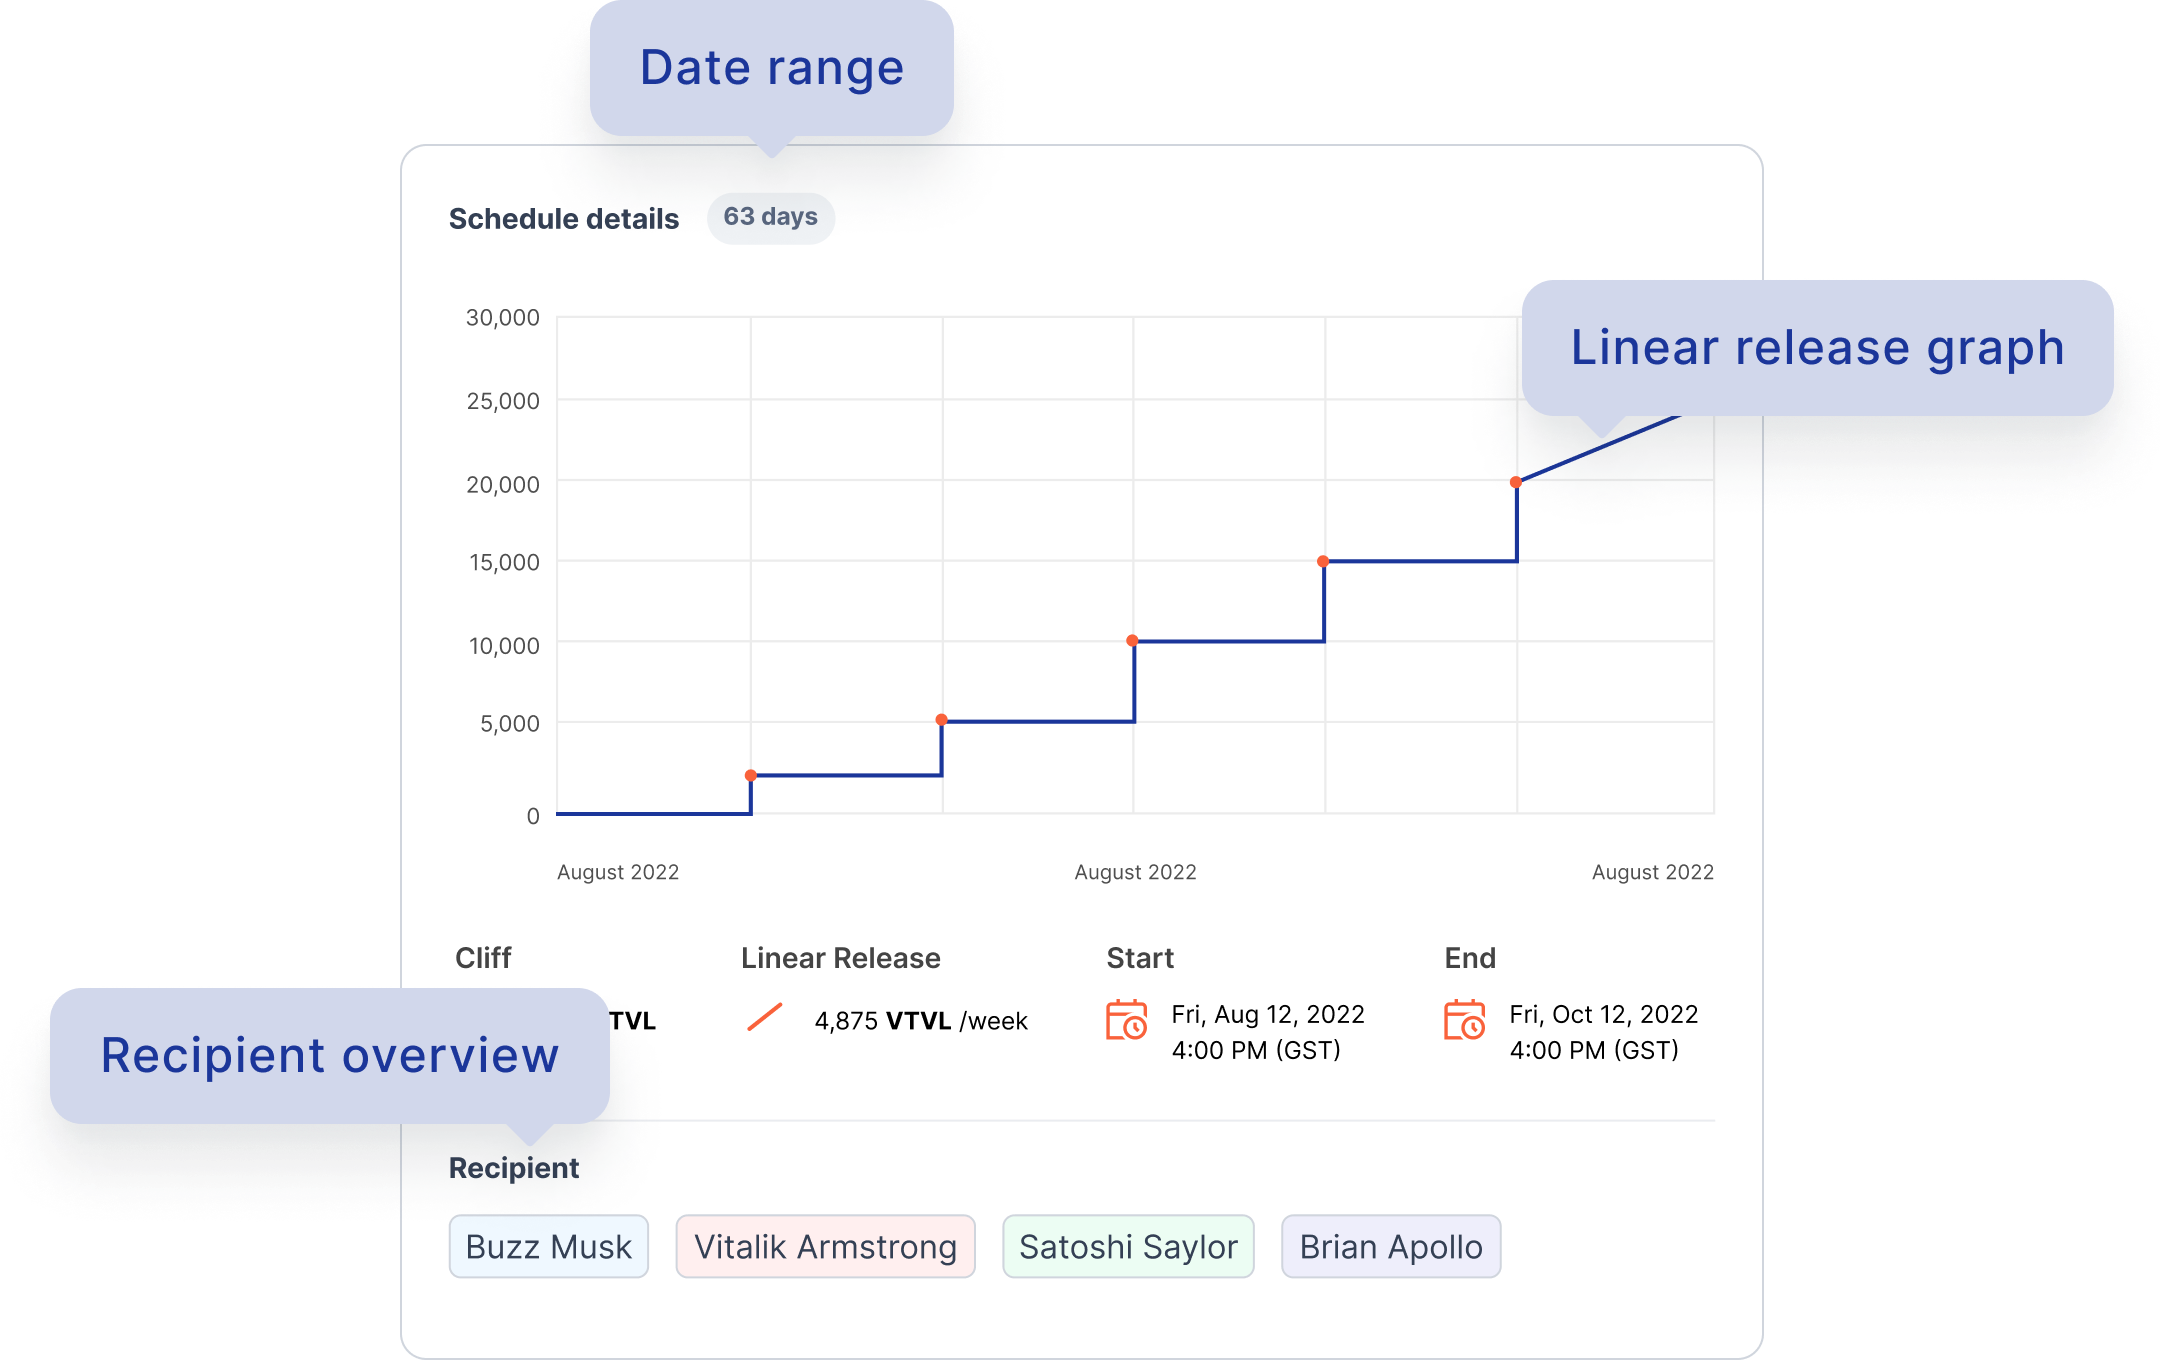 Date range
Schedule details 63 days
Linear release graph
30,000
25,000
20,000
15,000
10,000
5,000
0
August 2022 August 2022 August 2022
Cliff Linear Release Start End
TVL 4,875 VTVL /week Fri, Aug 12, 2022 Fri, Oct 12, 2022
4:00 PM (GST) 4:00 PM (GST)
Recipient overview
Recipient
Buzz Musk Vitalik Armstrong Satoshi Saylor Brian Apollo